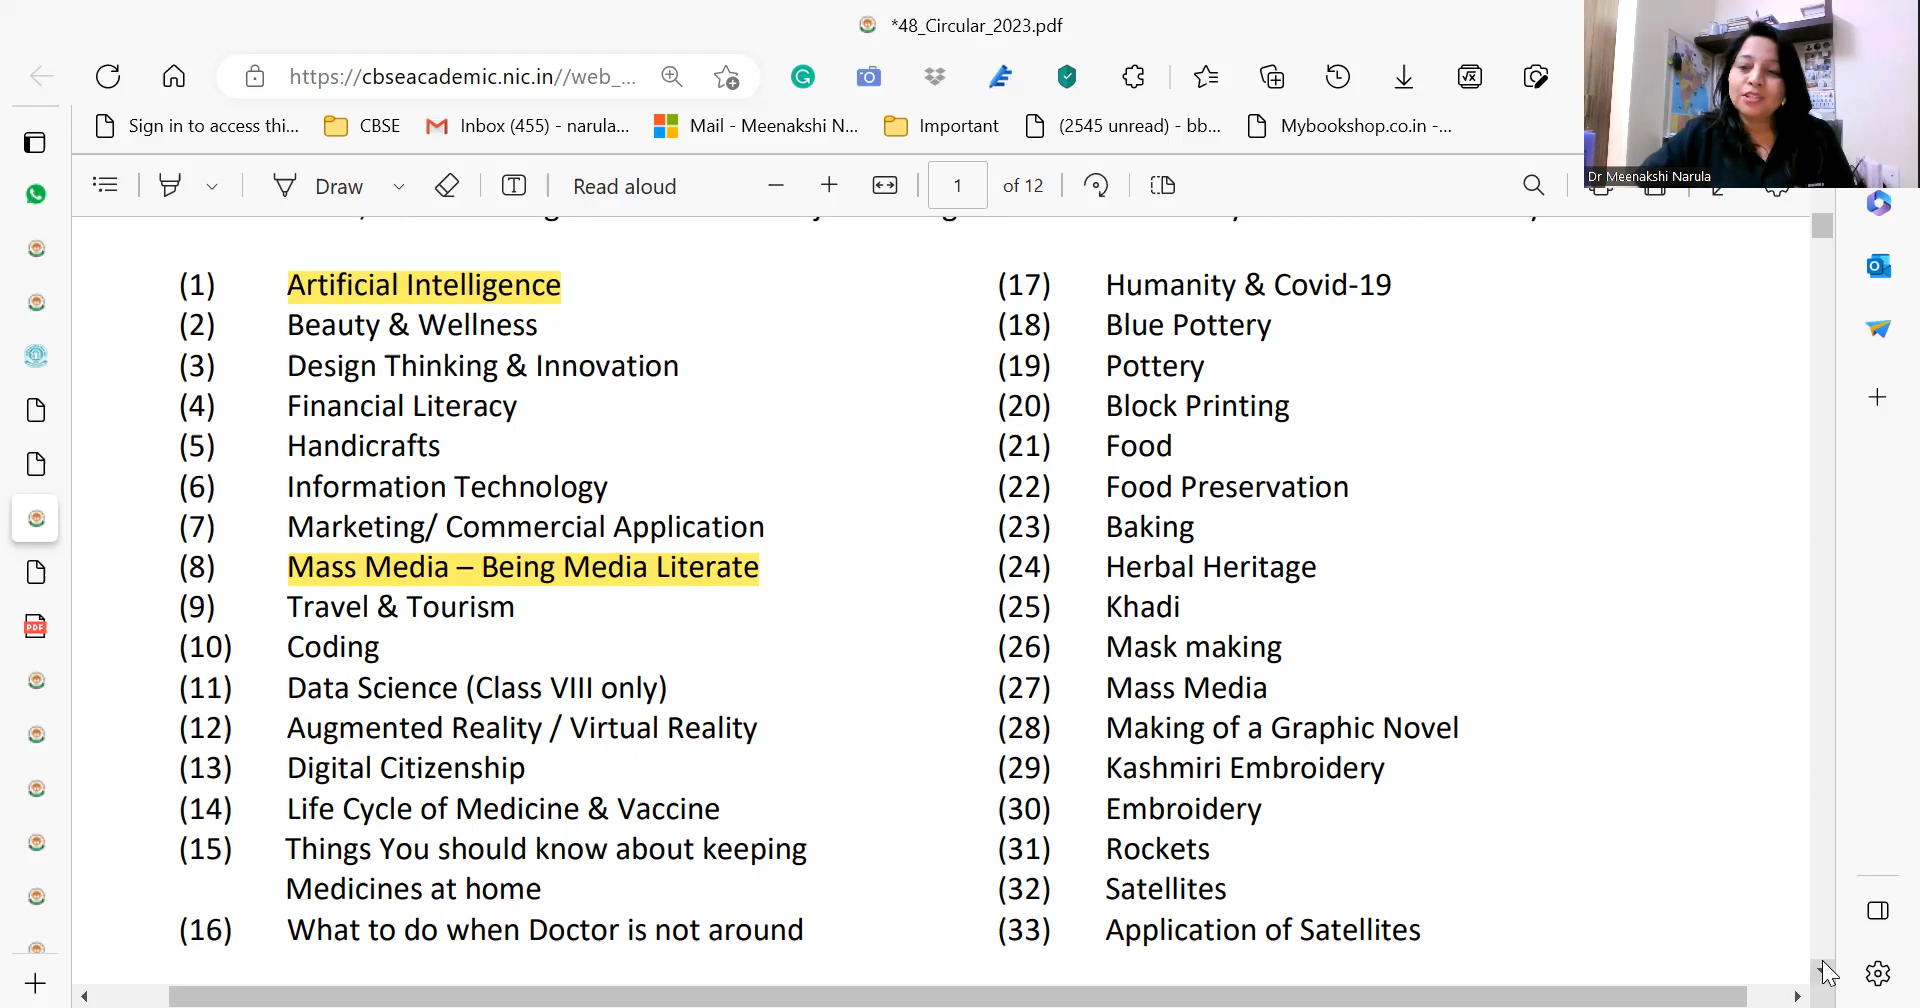 *48_Circular_2023.pdf
https://cbseacademic.nic.in//web_...
Sign in to access thi...
CBSE
Inbox (455) - narula...
Mail - Meenakshi N...
Important
(2545 unread) - bb...
Mybookshop.co.in -...
Dr Meenakshi Narula
Draw
Read aloud
1
of 12
(1) Artificial Intelligence
(2) Beauty & Wellness
(3) Design Thinking & Innovation
(4) Financial Literacy
(5) Handicrafts
(6) Information Technology
(7) Marketing/ Commercial Application
(8) Mass Media – Being Media Literate
(9) Travel & Tourism
(10) Coding
(11) Data Science (Class VIII only)
(12) Augmented Reality / Virtual Reality
(13) Digital Citizenship
(14) Life Cycle of Medicine & Vaccine
(15) Things You should know about keeping
Medicines at home
(16) What to do when Doctor is not around
(17) Humanity & Covid-19
(18) Blue Pottery
(19) Pottery
(20) Block Printing
(21) Food
(22) Food Preservation
(23) Baking
(24) Herbal Heritage
(25) Khadi
(26) Mask making
(27) Mass Media
(28) Making of a Graphic Novel
(29) Kashmiri Embroidery
(30) Embroidery
(31) Rockets
(32) Satellites
(33) Application of Satellites
PDF